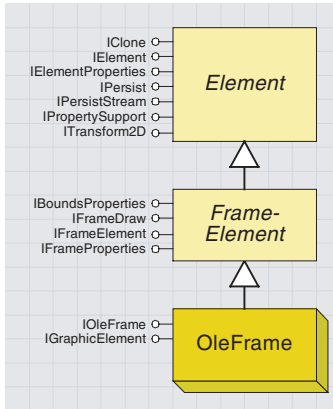 IClone
IElement
IElementProperties
IPersist
IPersistStream
IPropertySupport
ITransform2D
Element
IBoundsProperties
IFrameDraw
IFrameElement
IFrameProperties
Frame-
Element
IOleFrame
IGraphicElement
OleFrame